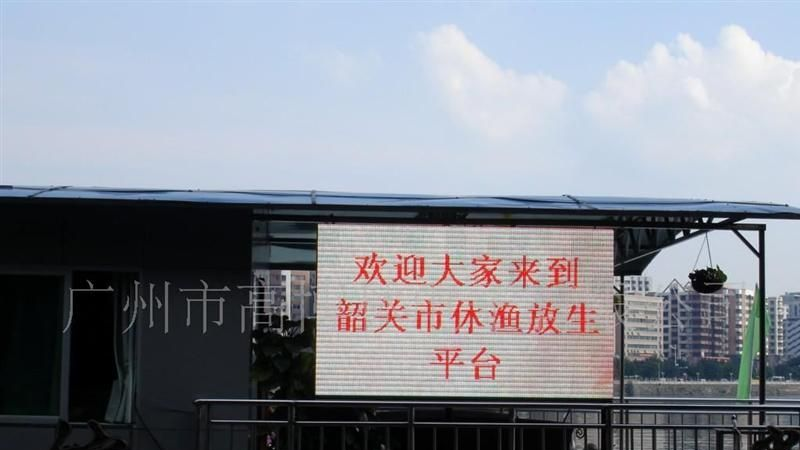 欢迎大家来到
韶关市休渔放生
平台
广州市高